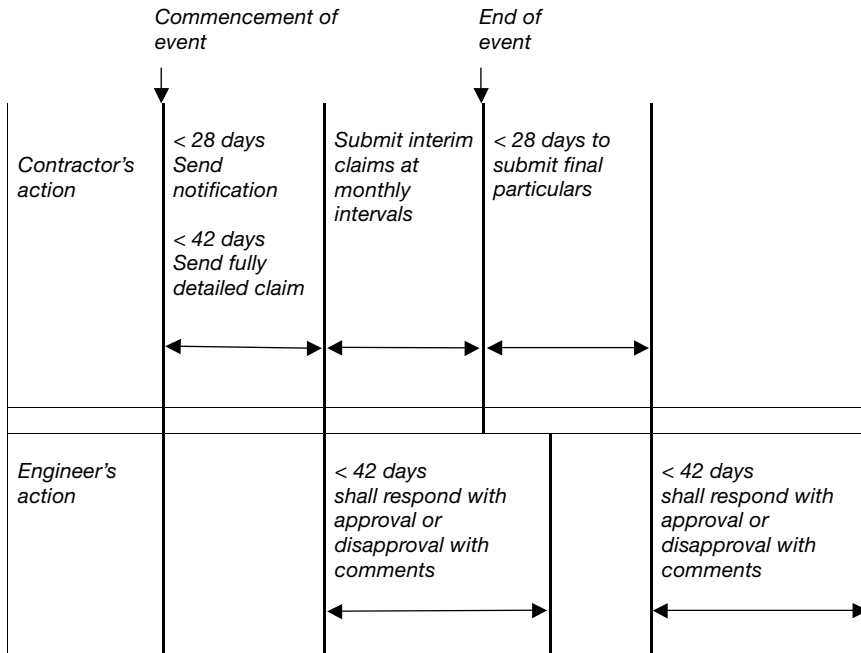 Commencement of
event
End of
event
Contractor's
action
< 28 days
Send
notification
< 42 days
Send fully
detailed claim
Submit interim
claims at
monthly
intervals
< 28 days to
submit final
particulars
Engineer's
action
< 42 days
shall respond with
approval or
disapproval with
comments
< 42 days
shall respond with
approval or
disapproval with
comments